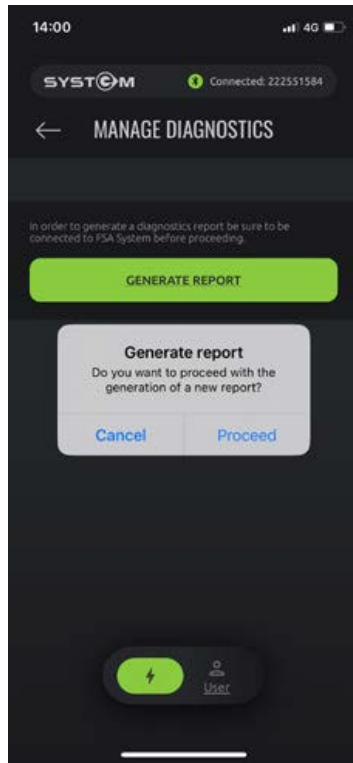 14:00
4G
SYSTEM
Connected: 222551584
MANAGE DIAGNOSTICS
In order to generate a diagnostics report be sure to be
connected to FSA System before proceeding.
GENERATE REPORT
Generate report
Do you want to proceed with the
generation of a new report?
Cancel
Proceed
User